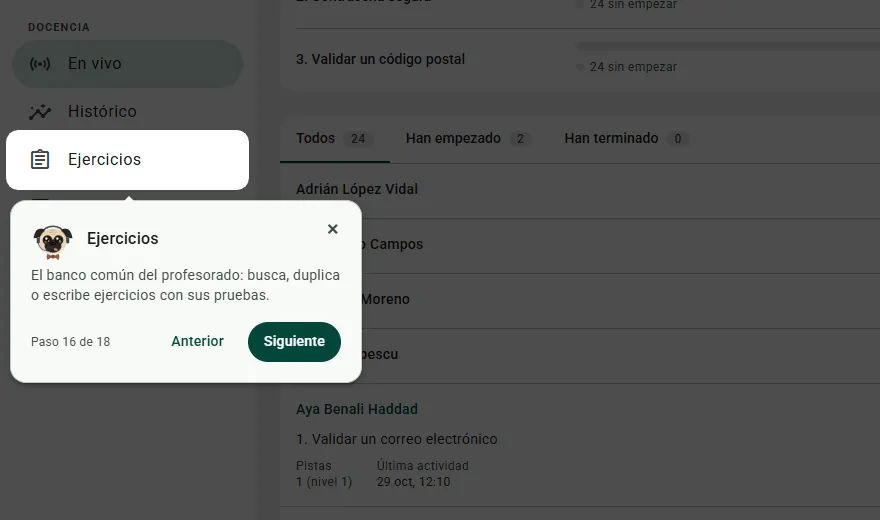 DOCENCIA
En vivo
Histórico
Ejercicios
Ejercicios
El banco común del profesorado: busca, duplica
o escribe ejercicios con sus pruebas.
Paso 16 de 18
Anterior
Siguiente
24 sin empezar
3. Validar un código postal
24 sin empezar
Todos 24
Han empezado 2
Han terminado 0
Adrián López Vidal
Campos
Moreno
Aya Benali Haddad
1. Validar un correo electrónico
Pistas
1 (nivel 1)
Última actividad
29 oct, 12:10